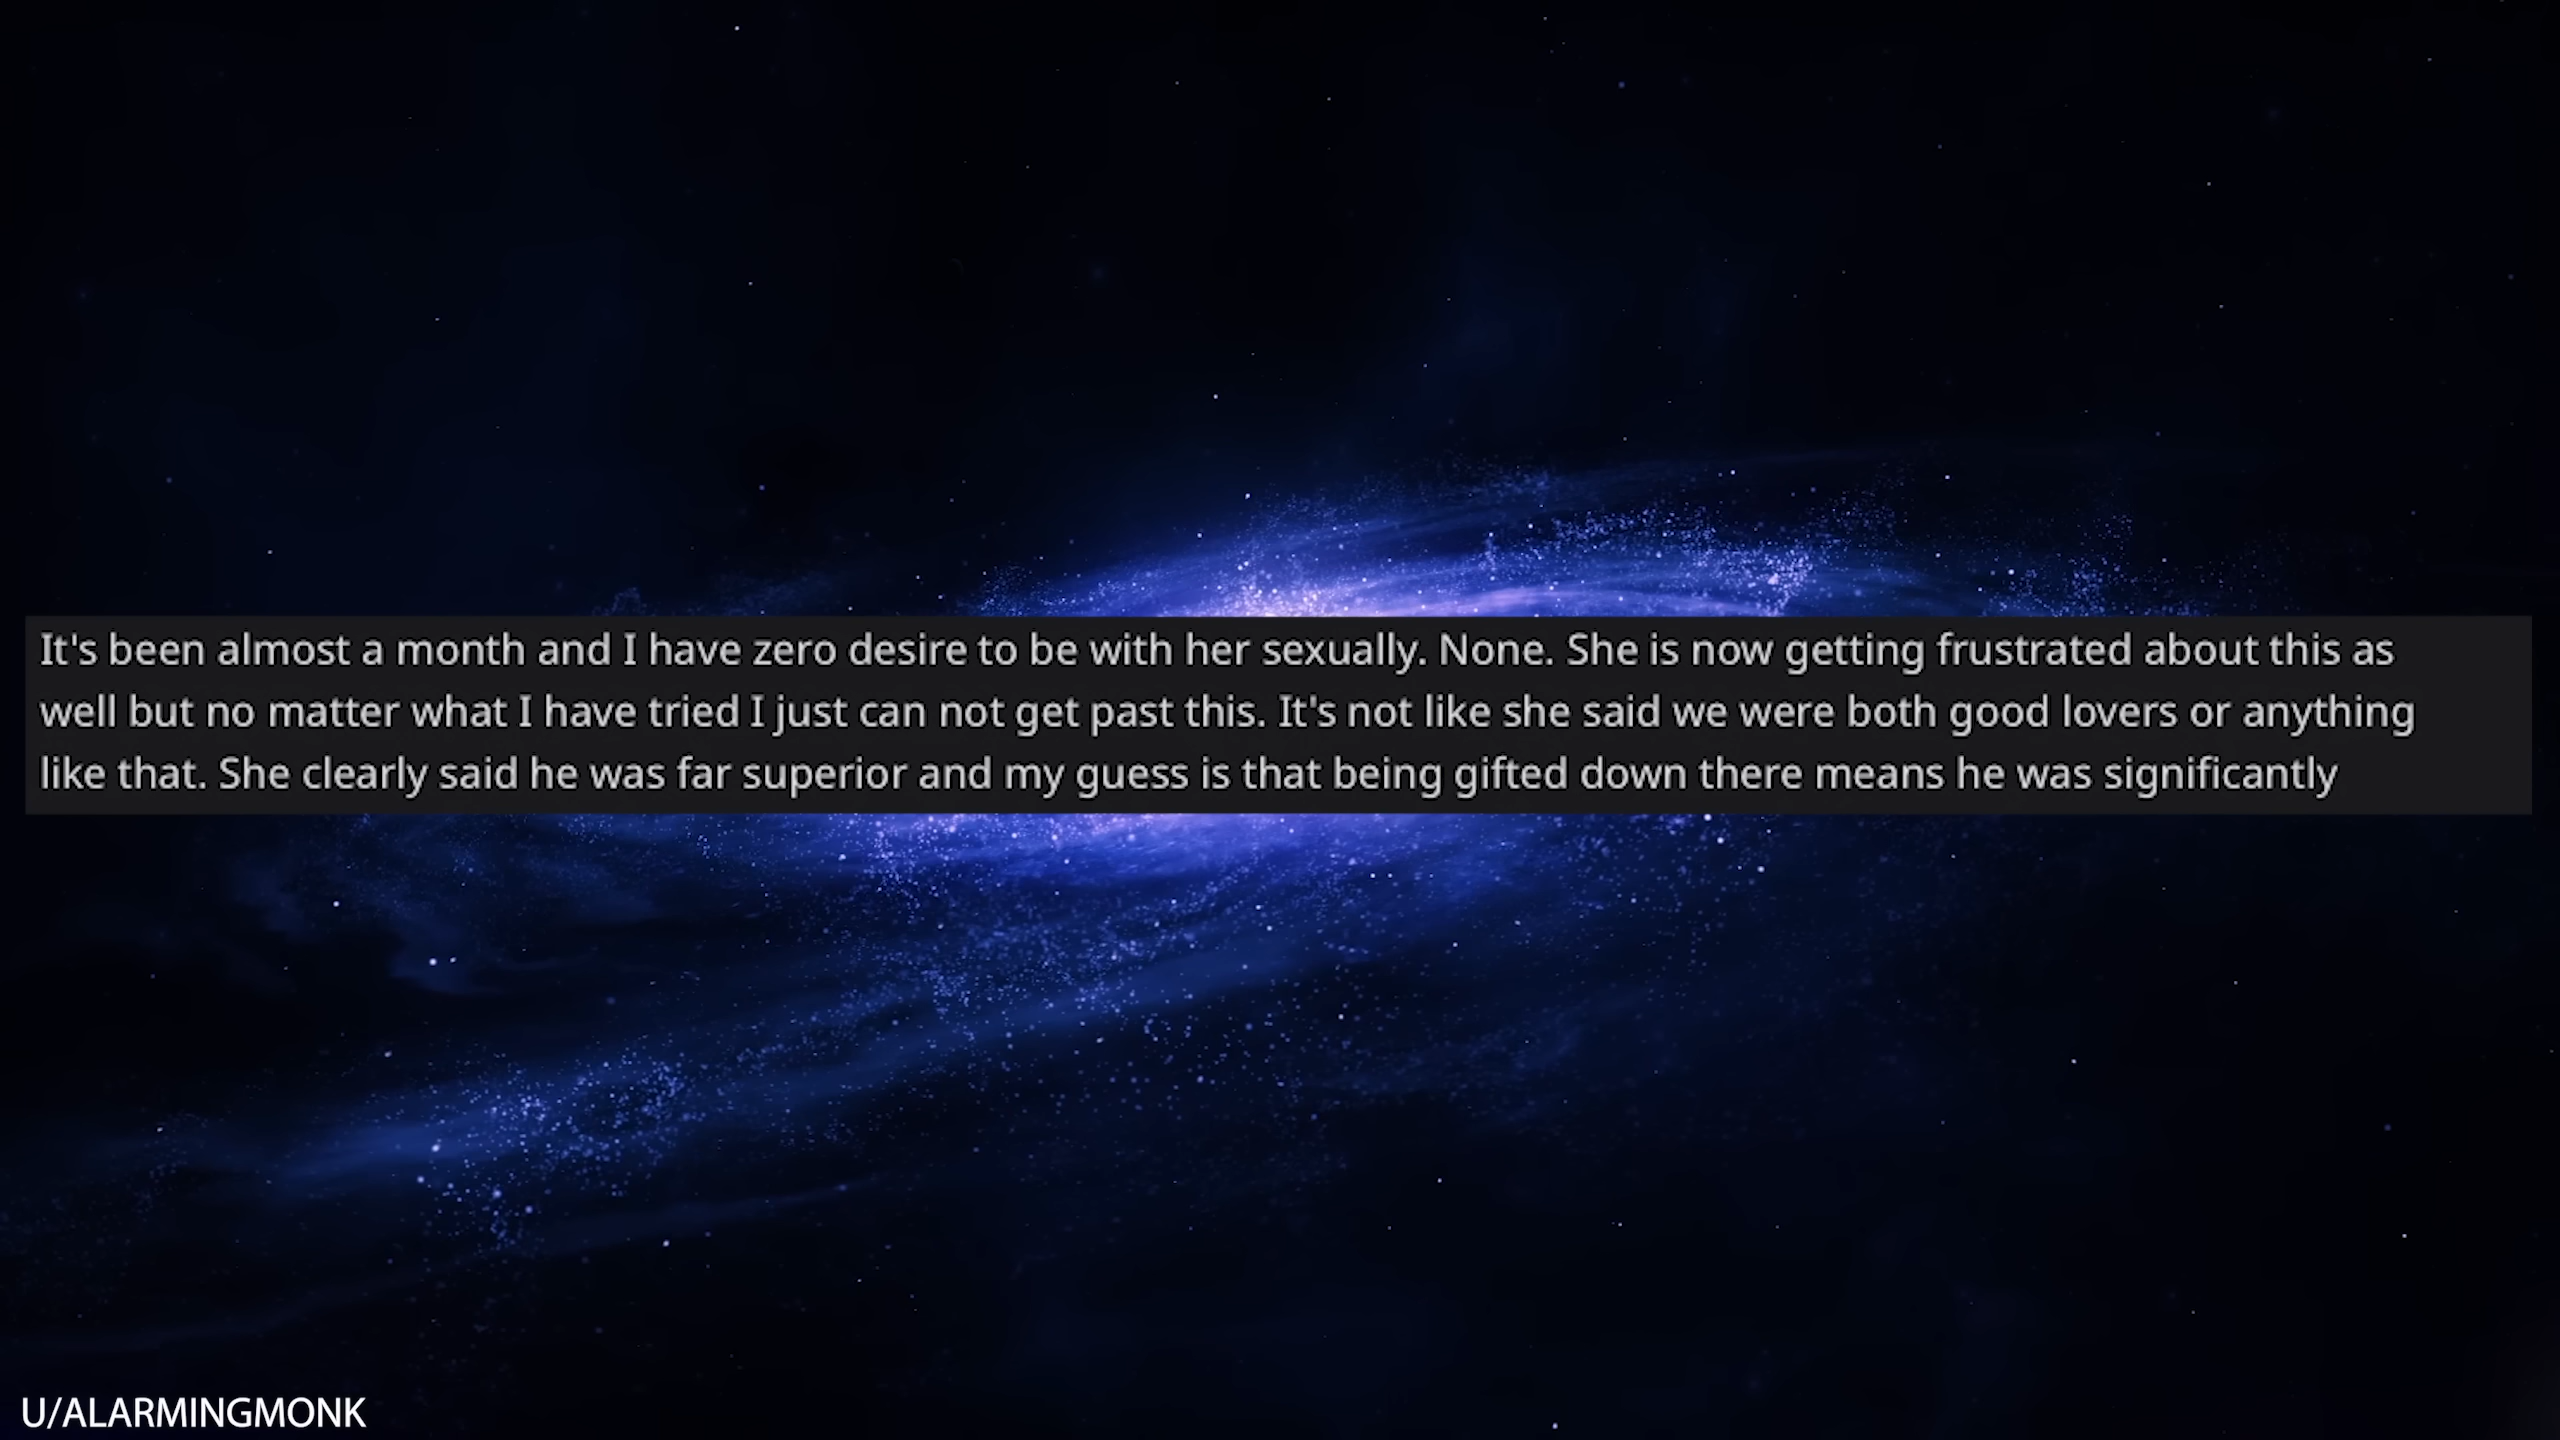 It's been almost a month and I have zero desire to be with her sexually. None. She is now getting frustrated about this as
well but no matter what I have tried I just can not get past this. It's not like she said we were both good lovers or anything
like that. She clearly said he was far superior and my guess is that being gifted down there means he was significantly
U/ALARMINGMONK